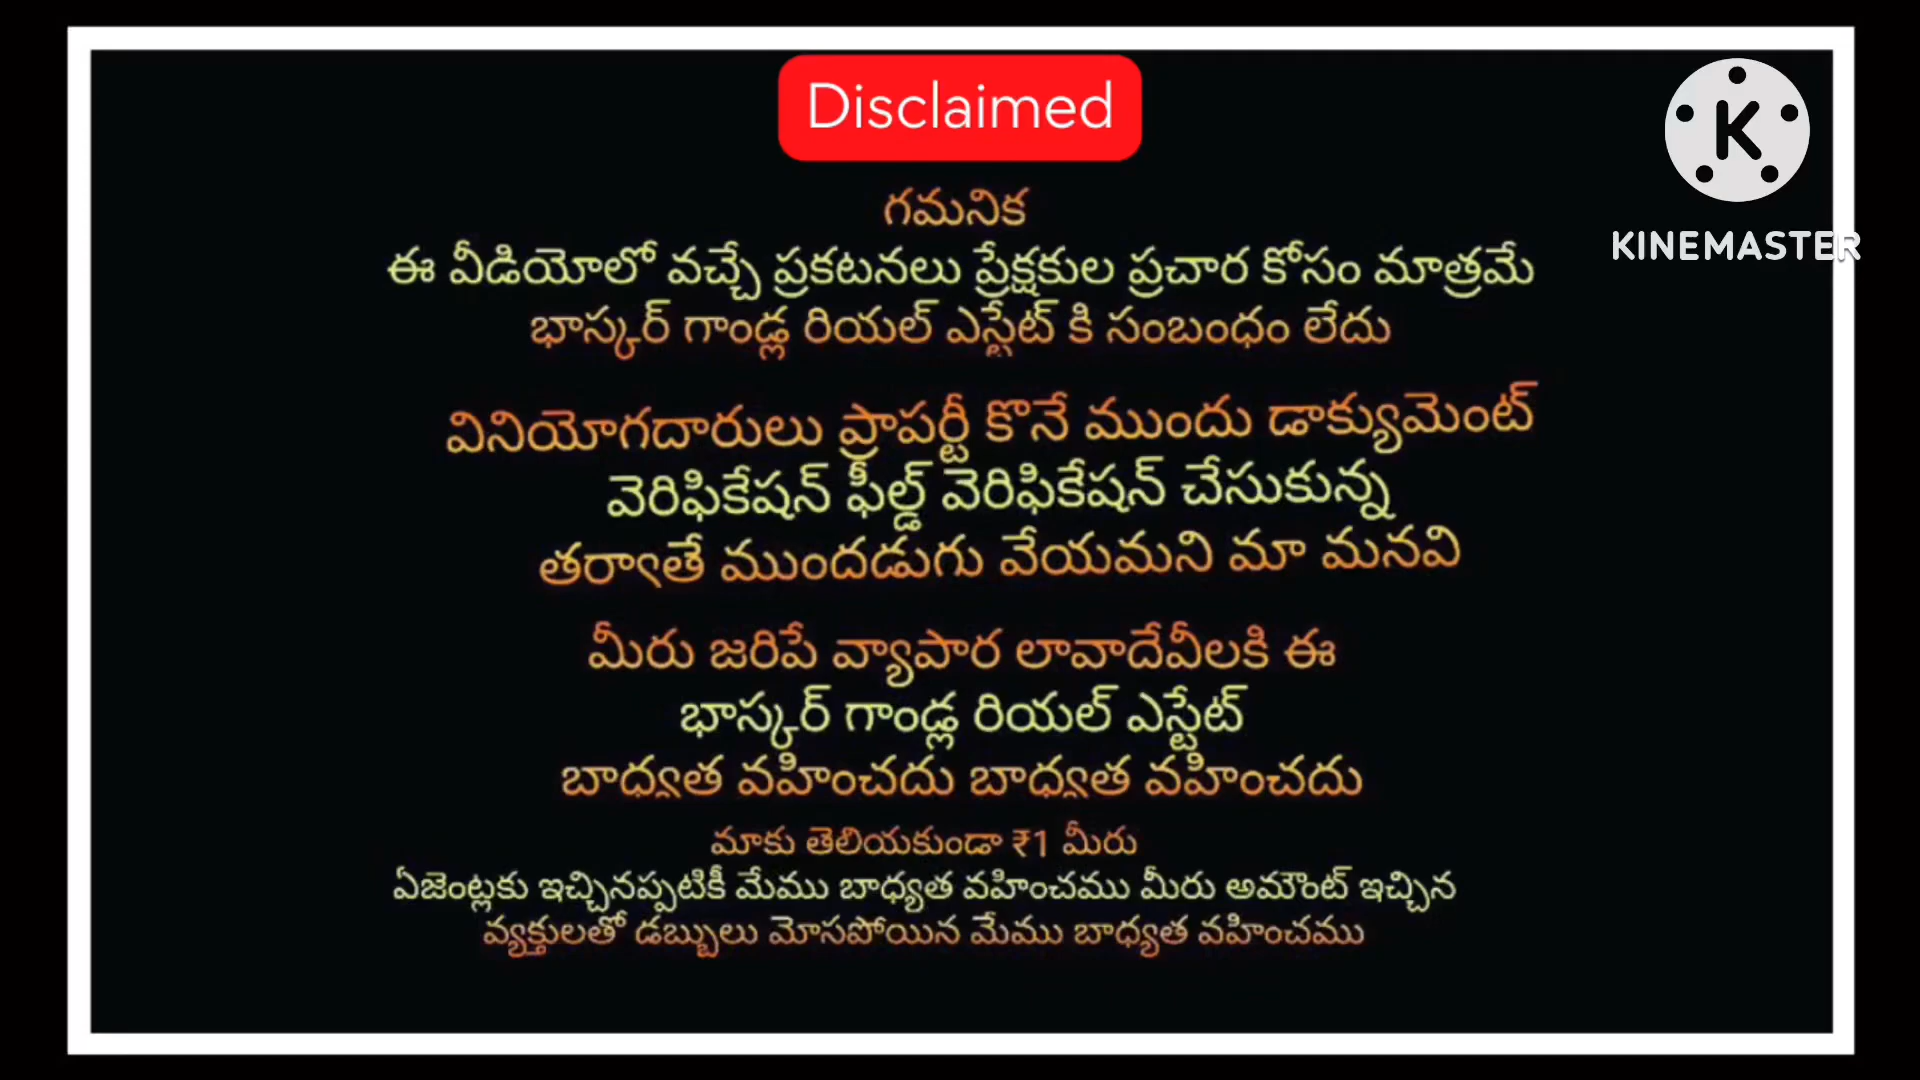 Disclaimed
K
KINEMASTER
గమనిక
ఈ వీడియోలో వచ్చే ప్రకటనలు ప్రేక్షకుల ప్రచార కోసం మాత్రమే
భాస్కర్ గాండ్ల రియల్ ఎస్టేట్ కి సంబంధం లేదు
వినియోగదారులు ప్రాపర్టీ కొనే ముందు డాక్యుమెంట్
వెరిఫికేషన్ ఫీల్డ్ వెరిఫికేషన్ చేసుకున్న
తర్వాతే ముందడుగు వేయమని మా మనవి
మీరు జరిపే వ్యాపార లావాదేవీలకి ఈ
భాస్కర్ గాండ్ల రియల్ ఎస్టేట్
బాధ్యత వహించదు బాధ్యత వహించదు
మాకు తెలియకుండా ₹1 మీరు
ఏజెంట్లకు ఇచ్చినప్పటికీ మేము బాధ్యత వహించము మీరు అమౌంట్ ఇచ్చిన
వ్యక్తులతో డబ్బులు మోసపోయిన మేము బాధ్యత వహించము